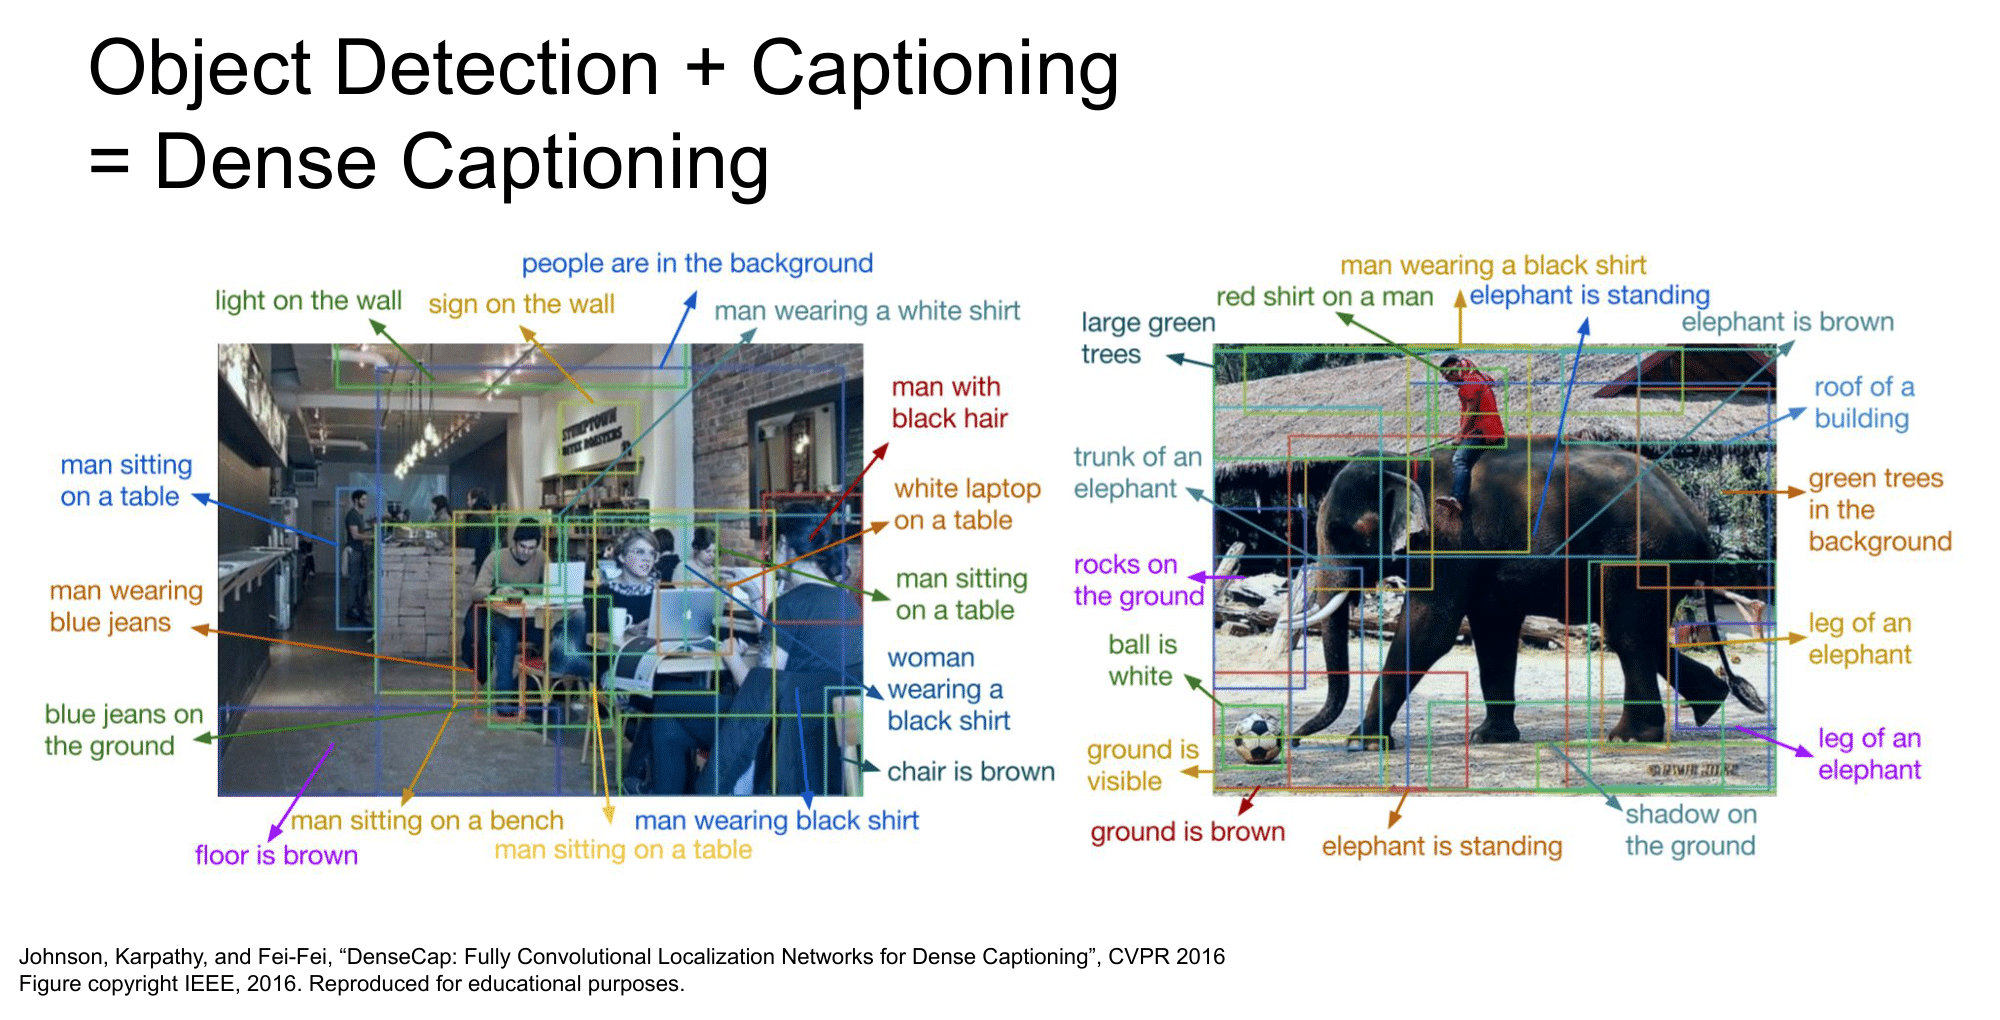 Object Detection + Captioning
= Dense Captioning
people are in the background
light on the wall
sign on the wall
man wearing a white shirt
man with
black hair
man sitting
on a table
white laptop
on a table
man wearing
blue jeans
man sitting
on a table
woman
wearing a
black shirt
blue jeans on
the ground
chair is brown
man sitting on a bench
man wearing black shirt
man sitting on a table
floor is brown
STUMPTOWN
COFFEE ROASTERS
man wearing a black shirt
red shirt on a man
elephant is standing
large green
trees
elephant is brown
roof of a
building
trunk of an
elephant
green trees
in the
background
rocks on
the ground
ball is
white
leg of an
elephant
ground is
visible
leg of an
elephant
ground is brown
elephant is standing
shadow on
the ground
Johnson, Karpathy, and Fei-Fei, “DenseCap: Fully Convolutional Localization Networks for Dense Captioning”, CVPR 2016
Figure copyright IEEE, 2016. Reproduced for educational purposes.